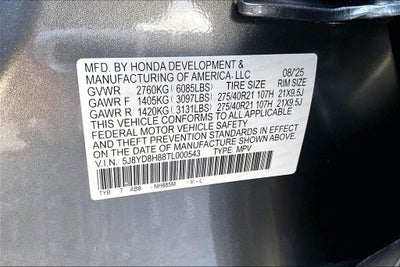 MFD. BY HONDA DEVELOPMENT &
MANUFACTURING OF AMERICA, LLC 08/25
GVWR 2760KG (6085LBS) TIRE SIZE RIM SIZE
GAWR F 1405KG (3097LBS) 275/40R21 107H 21X9.5J
GAWR R 1420KG (3131LBS) 275/40R21 107H 21X9.5J
THIS VEHICLE CONFORMS TO ALL APPLICABLE
FEDERAL MOTOR VEHICLE SAFETY, BUMPER,
AND THEFT PREVENTION STANDARDS IN EFFECT
ON THE DATE OF MANUFACTURE SHOWN ABOVE.
V.I.N. 5J8YD8H88TL000543 TYPE: MPV
TYB T AB8 - NH885M - V - L